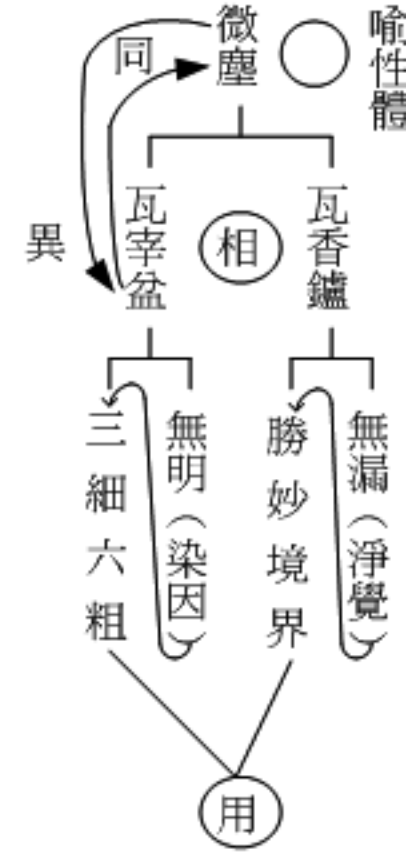 喻性體
微塵
同
異
瓦香鑪
相
瓦宰盆
無漏（淨覺）
勝妙境界
無明（染因）
三細六粗
用